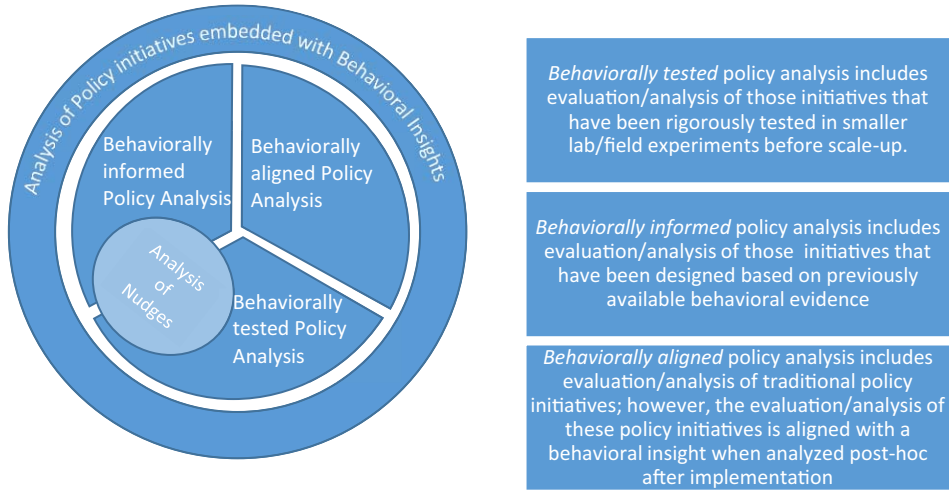 Analysis of Policy initiatives embedded with Behavioral Insights
Behaviorally
informed
Policy Analysis
Behaviorally
aligned Policy
Analysis
Analysis
of
Nudges
Behaviorally
tested Policy
Analysis
Behaviorally tested policy analysis includes
evaluation/analysis of those initiatives that
have been rigorously tested in smaller
lab/field experiments before scale-up.
Behaviorally informed policy analysis includes
evaluation/analysis of those initiatives that
have been designed based on previously
available behavioral evidence
Behaviorally aligned policy analysis includes
evaluation/analysis of traditional policy
initiatives; however, the evaluation/analysis of
these policy initiatives is aligned with a
behavioral insight when analyzed post-hoc
after implementation